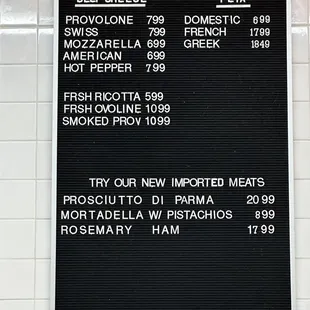 PROVOLONE 799
SWISS 799
MOZZARELLA 699
AMERICAN 699
HOT PEPPER 799
FRSH RICOTTA 599
FRSH OVOLINE 1099
SMOKED PROV 1099
DOMESTIC 699
FRENCH 1799
GREEK 1849
TRY OUR NEW IMPORTED MEATS
PROSCIUTTO DI PARMA 2099
MORTADELLA W/ PISTACHIOS 899
ROSEMARY HAM 1799